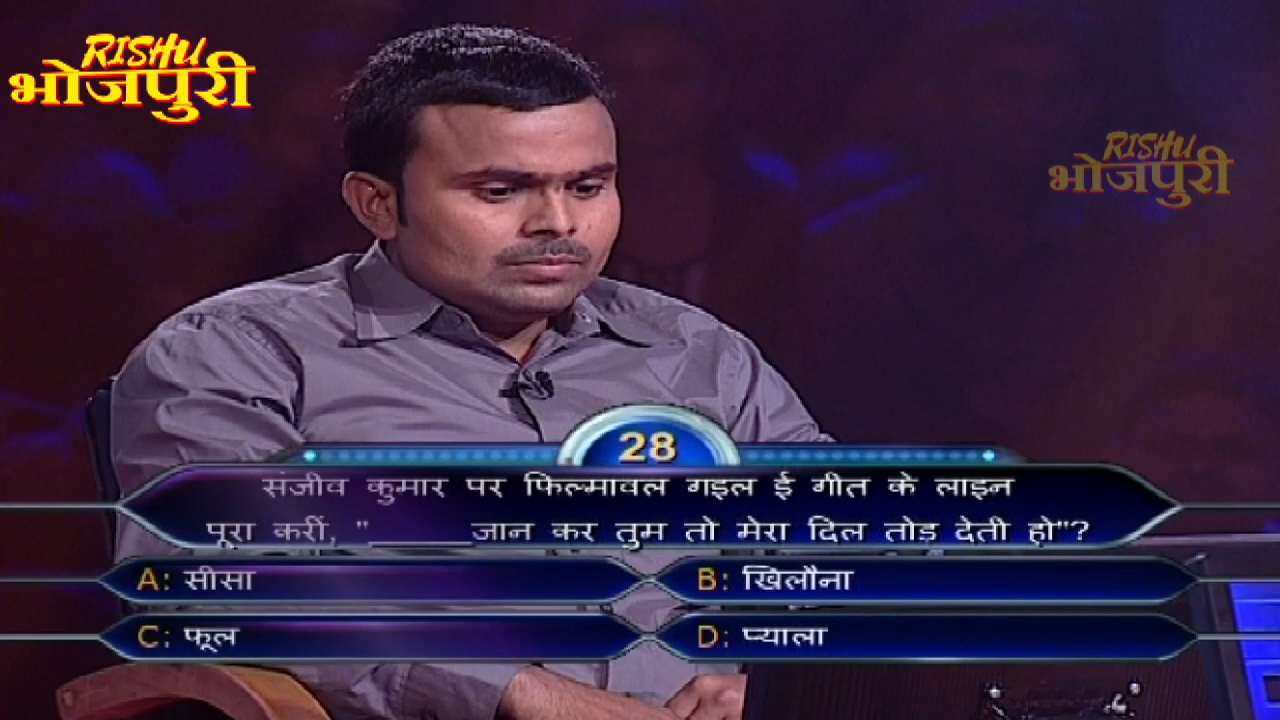 RISHU
भोजपुरी
RISHU
भोजपुरी
28
संजीव कुमार पर फिल्मावल गइल ई गीत के लाइन
पूरा करीं, "______जान कर तुम तो मेरा दिल तोड़ देती हो"?
A: सीसा
B: खिलौना
C: फूल
D: प्याला